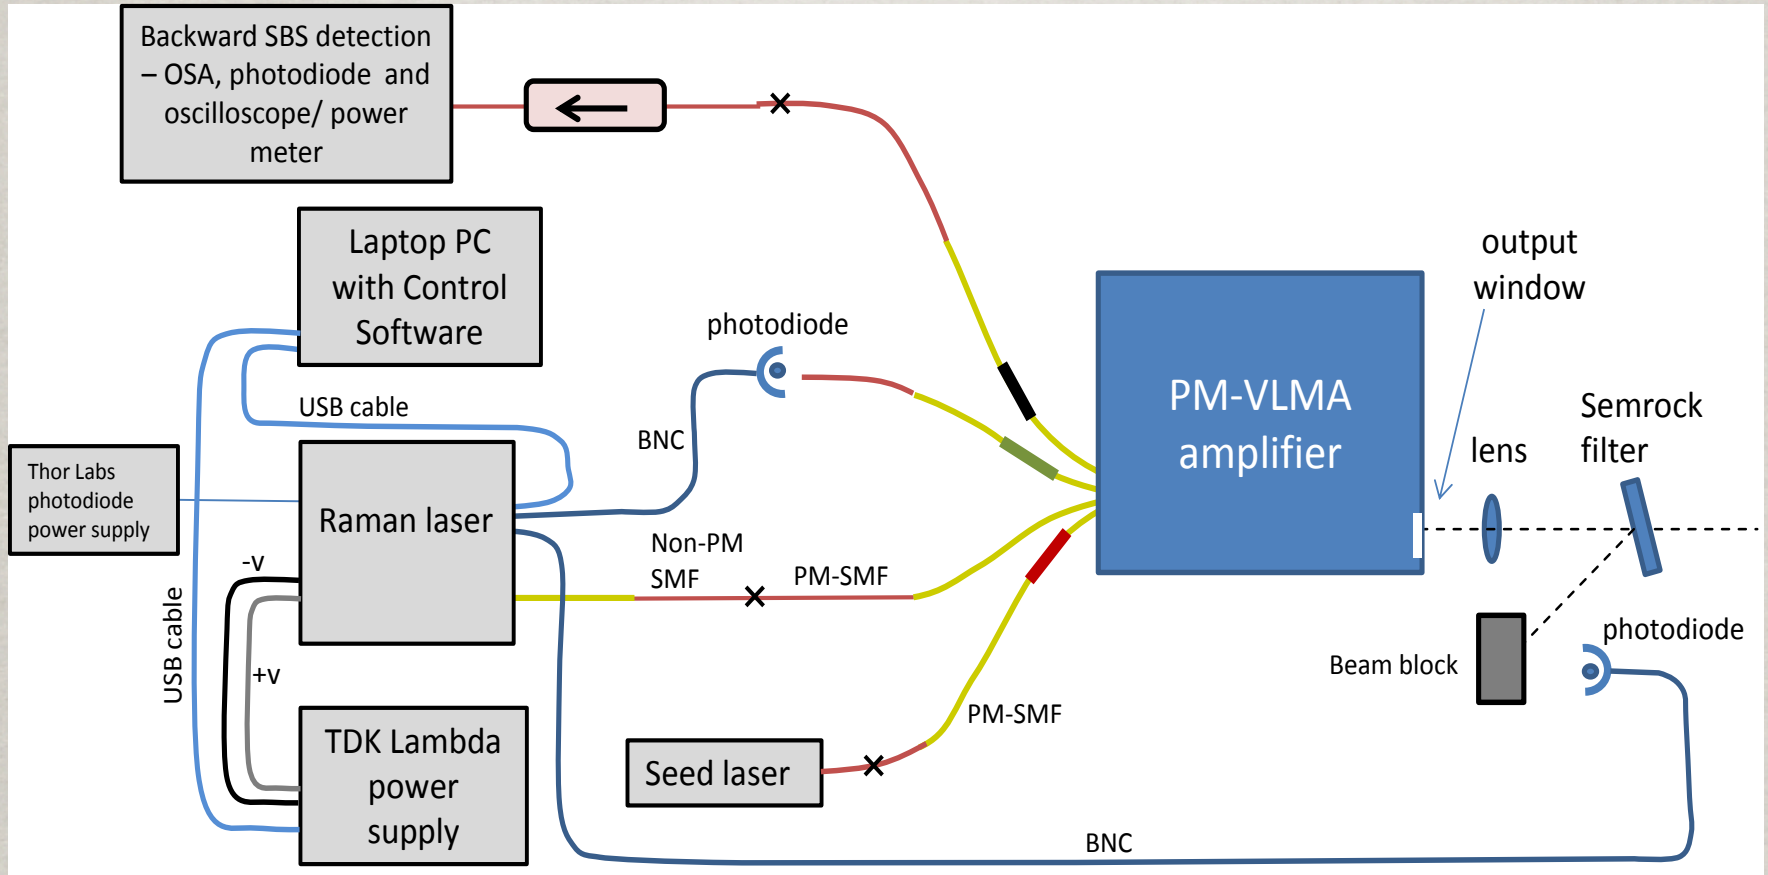 Backward SBS detection
– OSA, photodiode and
oscilloscope/ power
meter
Laptop PC
with Control
Software
USB cable
Thor Labs
photodiode
power supply
Raman laser
-v
+v
USB cable
TDK Lambda
power
supply
photodiode
BNC
Non-PM
SMF
PM-SMF
Seed laser
PM-SMF
PM-VLMA
amplifier
output
window
lens
Semrock
filter
Beam block
photodiode
BNC